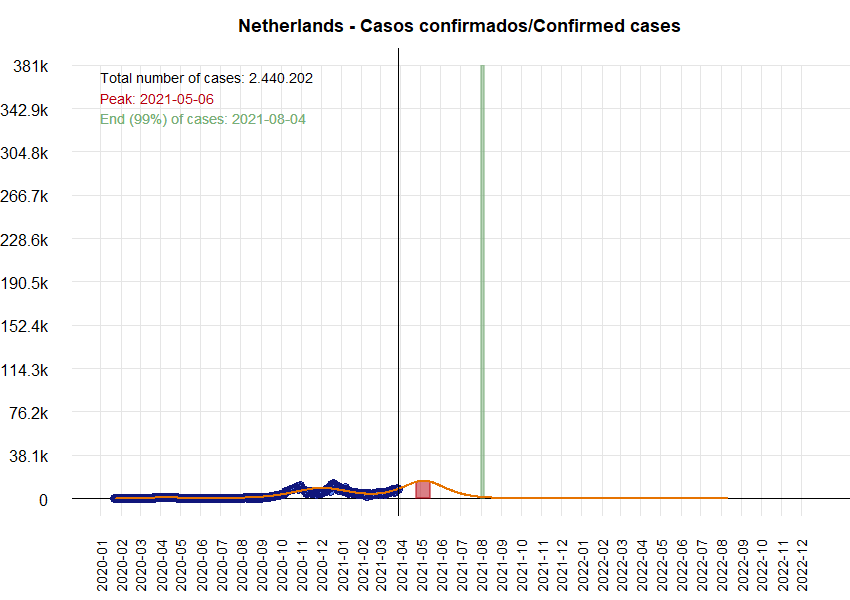 Netherlands - Casos confirmados/Confirmed cases
381k
342.9k
304.8k
266.7k
228.6k
190.5k
152.4k
114.3k
76.2k
38.1k
0
Total number of cases: 2.440.202
Peak: 2021-05-06
End (99%) of cases: 2021-08-04
2020-01
2020-02
2020-03
2020-04
2020-05
2020-06
2020-07
2020-08
2020-09
2020-10
2020-11
2020-12
2021-01
2021-02
2021-03
2021-04
2021-05
2021-06
2021-07
2021-08
2021-09
2021-10
2021-11
2021-12
2022-01
2022-02
2022-03
2022-04
2022-05
2022-06
2022-07
2022-08
2022-09
2022-10
2022-11
2022-12